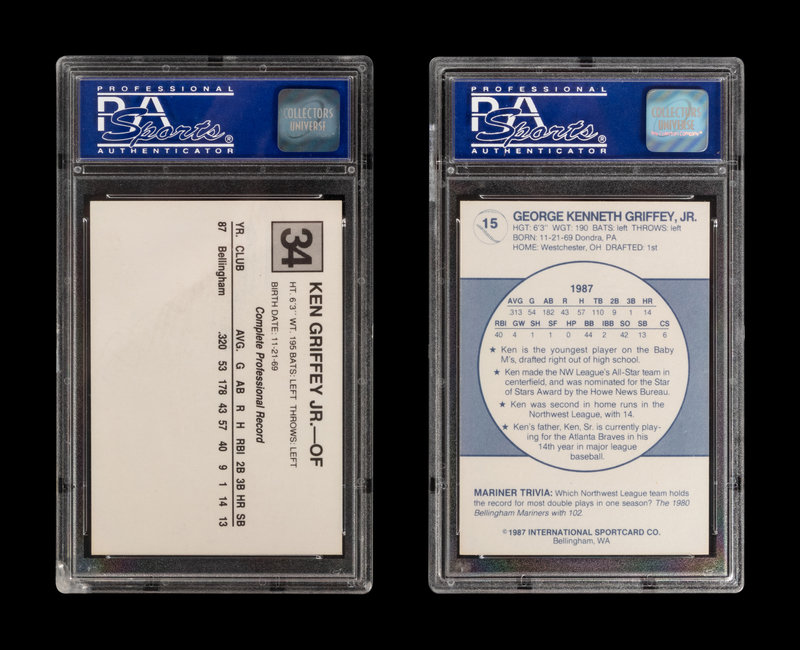 PROFESSIONAL
PSA
Sports®
AUTHENTICATOR
COLLECTORS
UNIVERSE
34
KEN GRIFFEY JR.—OF
HT: 6'3" WT. 195 BATS: LEFT THROWS: LEFT
BIRTH DATE: 11-21-69
Complete Professional Record
YR. CLUB AVG. G AB R H RBI 2B 3B HR SB
87 Bellingham .320 53 178 43 57 40 9 1 14 13
PROFESSIONAL
PSA
Sports®
AUTHENTICATOR
COLLECTORS
UNIVERSE
15
GEORGE KENNETH GRIFFEY, JR.
HGT: 6'3" WGT: 190 BATS: left THROWS: left
BORN: 11-21-69 Dondra, PA
HOME: Westchester, OH DRAFTED: 1st
1987
AVG G AB R H TB 2B 3B HR
.313 54 182 43 57 110 9 1 14
RBI GW SH SF HP BB IBB SO SB CS
40 4 1 1 0 44 2 42 13 6
★ Ken is the youngest player on the Baby
M's, drafted right out of high school.
★ Ken made the NW League's All-Star team in
centerfield, and was nominated for the Star
of Stars Award by the Howe News Bureau.
★ Ken was second in home runs in the
Northwest League, with 14.
★ Ken's father, Ken, Sr. is currently play-
ing for the Atlanta Braves in his
14th year in major league
baseball.
MARINER TRIVIA: Which Northwest League team holds
the record for most double plays in one season? The 1980
Bellingham Mariners with 102.
©1987 INTERNATIONAL SPORTCARD CO.
Bellingham, WA